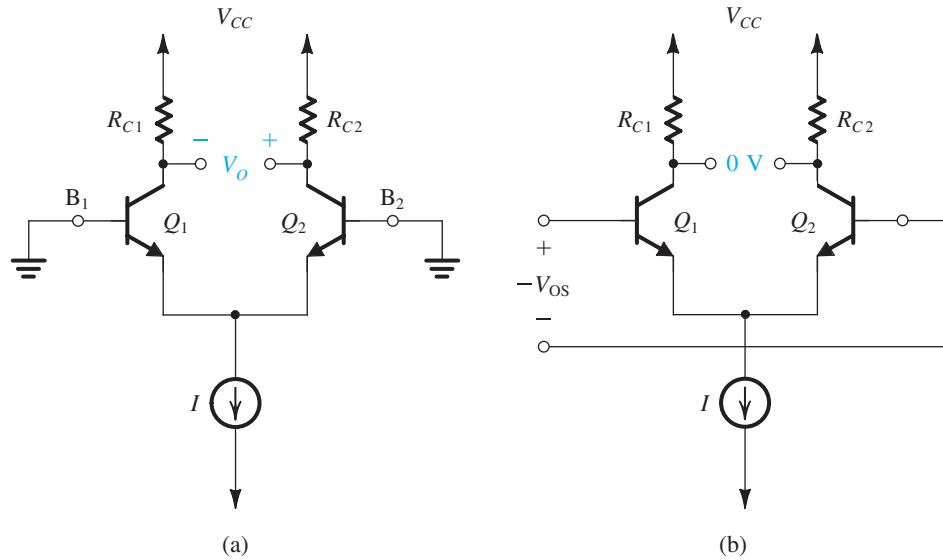 V_CC
R_C1
− V_O +
R_C2
B_1
Q_1
Q_2
B_2
I
(a)
V_CC
R_C1
0 V
R_C2
Q_1
Q_2
+
−V_OS
−
I
(b)